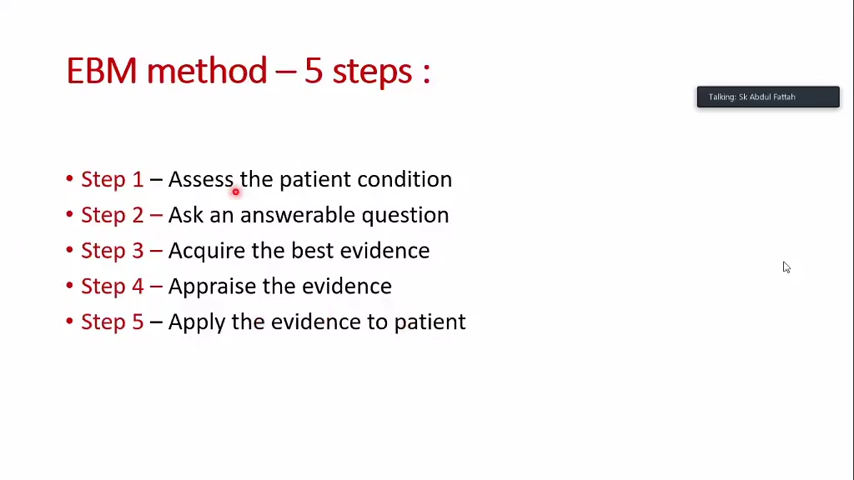 EBM method – 5 steps :
Talking: Sk Abdul Fattah
• Step 1 – Assess the patient condition
• Step 2 – Ask an answerable question
• Step 3 – Acquire the best evidence
• Step 4 – Appraise the evidence
• Step 5 – Apply the evidence to patient